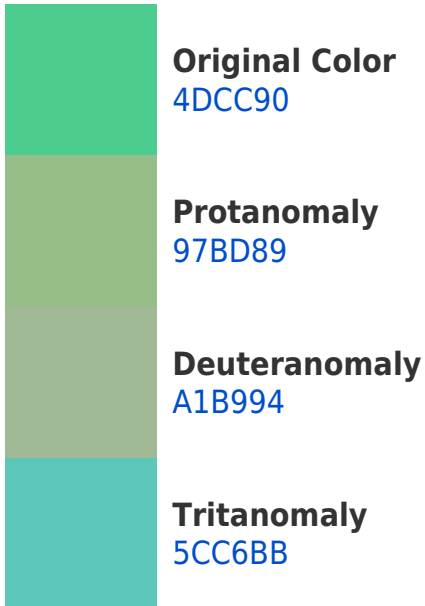 Original Color
4DCC90
Protanomaly
97BD89
Deuteranomaly
A1B994
Tritanomaly
5CC6BB